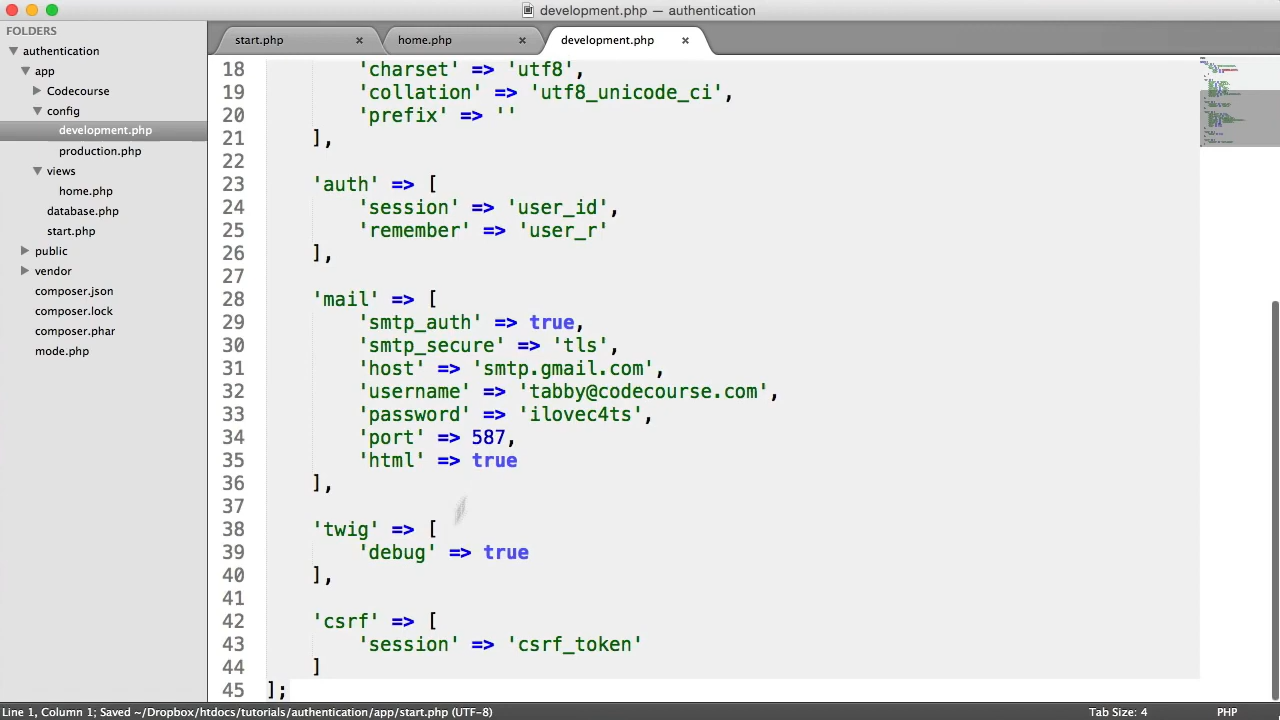 development.php — authentication
FOLDERS
authentication
app
Codecourse
config
development.php
production.php
views
home.php
database.php
start.php
public
vendor
composer.json
composer.lock
composer.phar
mode.php
start.php × home.php × development.php ×
18 'charset' => 'utf8',
19 'collation' => 'utf8_unicode_ci',
20 'prefix' => ''
21 ],
22
23 'auth' => [
24 'session' => 'user_id',
25 'remember' => 'user_r'
26 ],
27
28 'mail' => [
29 'smtp_auth' => true,
30 'smtp_secure' => 'tls',
31 'host' => 'smtp.gmail.com',
32 'username' => 'tabby@codecourse.com',
33 'password' => 'ilovec4ts',
34 'port' => 587,
35 'html' => true
36 ],
37
38 'twig' => [
39 'debug' => true
40 ],
41
42 'csrf' => [
43 'session' => 'csrf_token'
44 ]
45 ];
Line 1, Column 1; Saved ~/Dropbox/htdocs/tutorials/authentication/app/start.php (UTF-8) Tab Size: 4 PHP